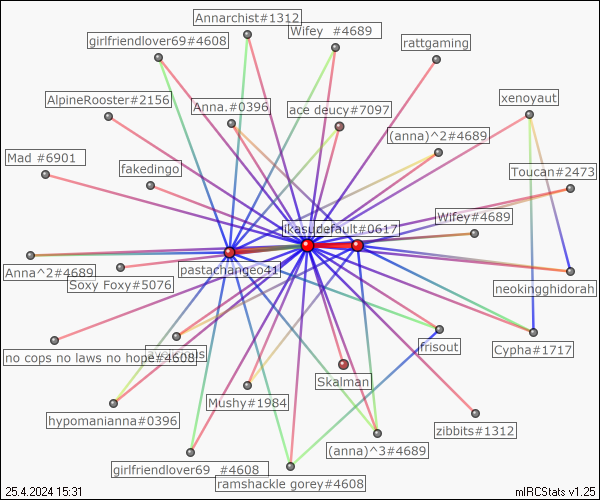 Annarchist#1312
Wifey  #4689
girlfriendlover69#4608
rattgaming
xenoyaut
AlpineRooster#2156
Anna.#0396
ace deucy#7097
(anna)^2#4689
Mad #6901
fakedingo
Toucan#2473
Wifey#4689
ikasudefault#0617
pastachangeo41
Anna^2#4689
Soxy Foxy#5076
neokingghidorah
no cops no laws no hope#4608
frisout
Cypha#1717
Skalman
hypomanianna#0396
Mushy#1984
zibbits#1312
(anna)^3#4689
girlfriendlover69  #4608
ramshackle gorey#4608
25.4.2024 15:31
mIRCStats v1.25